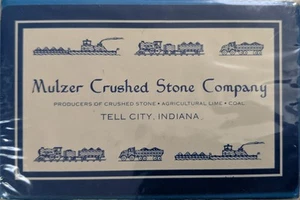 Mulzer Crushed Stone Company
PRODUCERS OF CRUSHED STONE • AGRICULTURAL LIME • COAL
TELL CITY, INDIANA